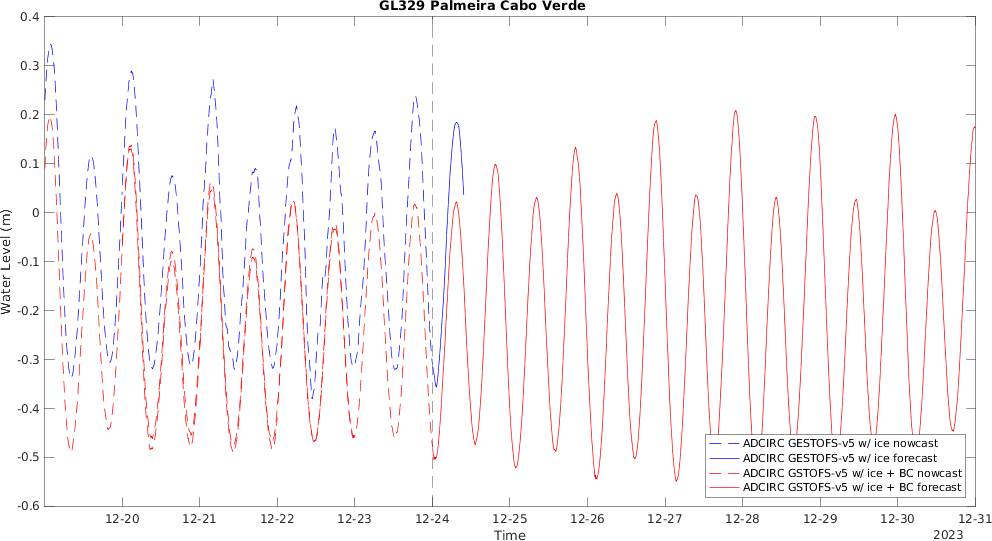 GL329 Palmeira Cabo Verde
0.4
0.3
0.2
0.1
0
-0.1
-0.2
-0.3
-0.4
-0.5
-0.6
Water Level (m)
ADCIRC GESTOFS-v5 w/ ice nowcast
ADCIRC GESTOFS-v5 w/ ice forecast
ADCIRC GSTOFS-v5 w/ ice + BC nowcast
ADCIRC GSTOFS-v5 w/ ice + BC forecast
12-20 12-21 12-22 12-23 12-24 12-25 12-26 12-27 12-28 12-29 12-30 12-31
Time
2023